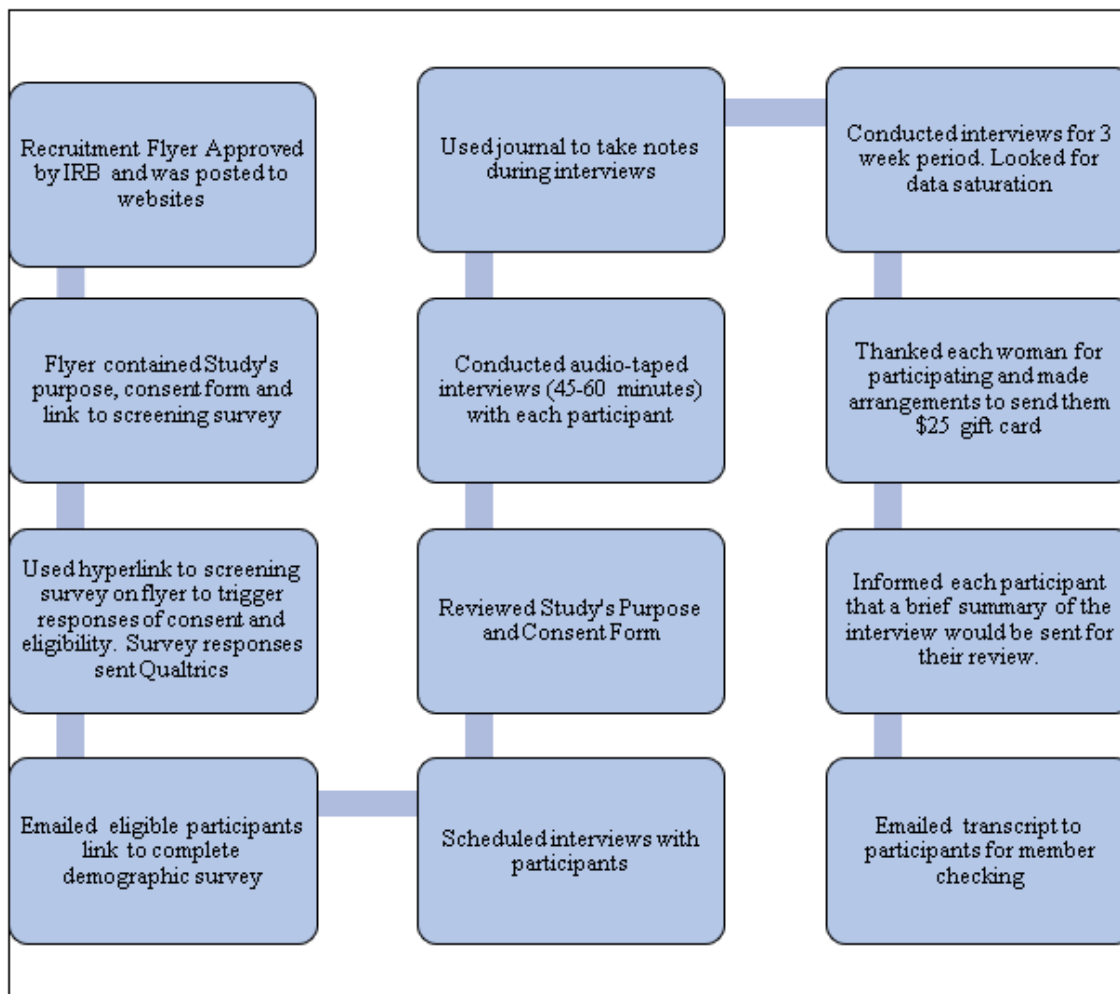 Recruitment Flyer Approved
by IRB and was posted to
websites
Flyer contained Study's
purpose, consent form and
link to screening survey
Used hyperlink to screening
survey on flyer to trigger
responses of consent and
eligibility. Survey responses
sent Qualtrics
Emailed eligible participants
link to complete
demographic survey
Scheduled interviews with
participants
Reviewed Study's Purpose
and Consent Form
Conducted audio-taped
interviews (45-60 minutes)
with each participant
Used journal to take notes
during interviews
Conducted interviews for 3
week period. Looked for
data saturation
Thanked each woman for
participating and made
arrangements to send them
$25 gift card
Informed each participant
that a brief summary of the
interview would be sent for
their review.
Emailed transcript to
participants for member
checking